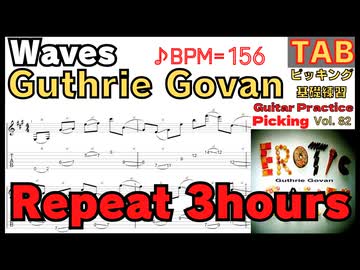 Waves
♪BPM=156
TAB
Guthrie Govan
ピッキング
基礎練習
Guitar Practice
Picking Vol. 82
EROTIC
Guthrie Govan
Repeat 3hours